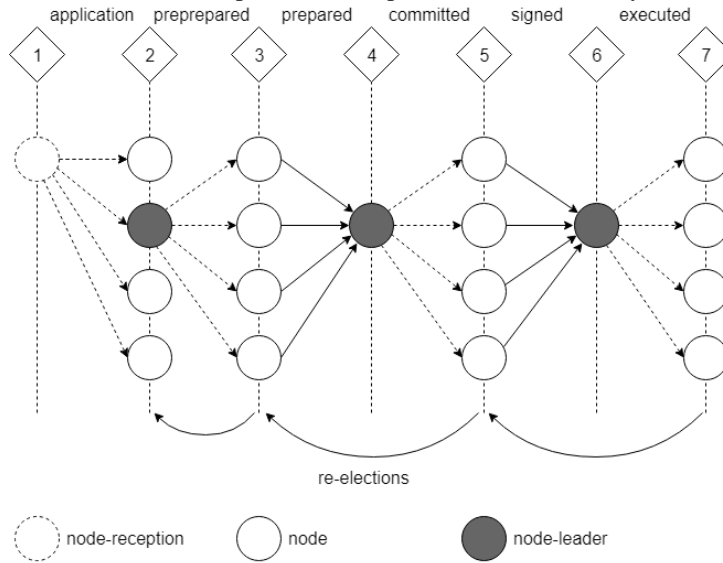 application preprepared prepared committed signed executed
1 2 3 4 5 6 7
re-elections
node-reception node node-leader